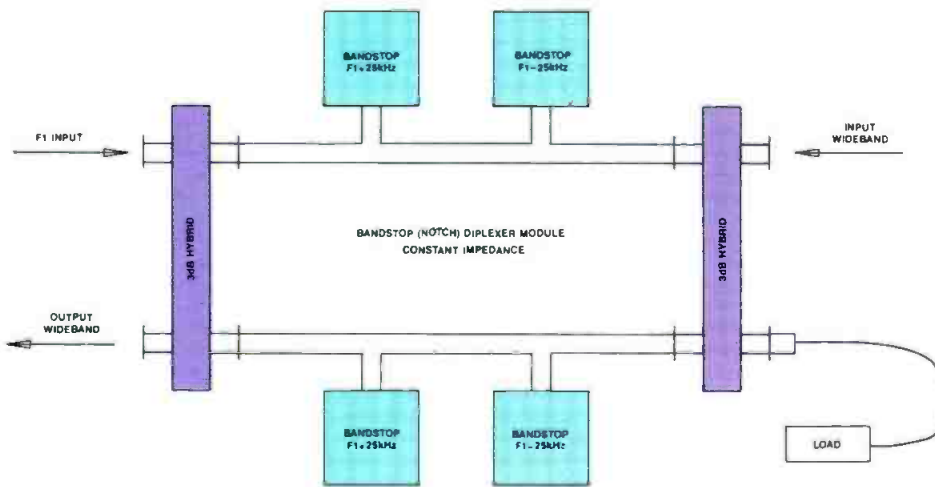 BANDSTOP
F1+25kHz
BANDSTOP
F1-25kHz
F1 INPUT
INPUT
WIDEBAND
3dB HYBRID
3dB HYBRID
BANDSTOP (NOTCH) DIPLEXER MODULE
CONSTANT IMPEDANCE
OUTPUT
WIDEBAND
BANDSTOP
F1+25kHz
BANDSTOP
F1-25kHz
LOAD